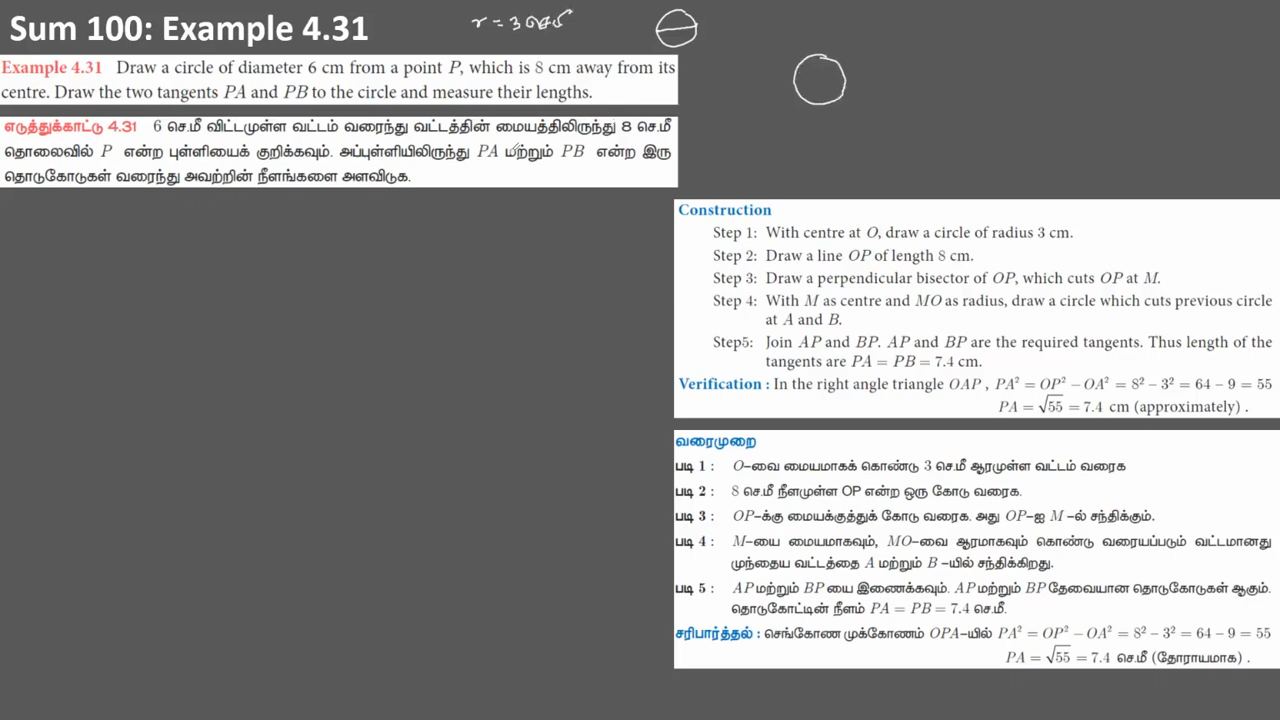 Sum 100: Example 4.31
r = 3 செமீ
Example 4.31 Draw a circle of diameter 6 cm from a point P, which is 8 cm away from its
centre. Draw the two tangents PA and PB to the circle and measure their lengths.
எடுத்துக்காட்டு 4.31 6 செ.மீ விட்டமுள்ள வட்டம் வரைந்து வட்டத்தின் மையத்திலிருந்து 8 செ.மீ
தொலைவில் P என்ற புள்ளியைக் குறிக்கவும். அப்புள்ளியிலிருந்து PA மற்றும் PB என்ற இரு
தொடுகோடுகள் வரைந்து அவற்றின் நீளங்களை அளவிடுக.
Construction
Step 1: With centre at O, draw a circle of radius 3 cm.
Step 2: Draw a line OP of length 8 cm.
Step 3: Draw a perpendicular bisector of OP, which cuts OP at M.
Step 4: With M as centre and MO as radius, draw a circle which cuts previous circle
at A and B.
Step5: Join AP and BP. AP and BP are the required tangents. Thus length of the
tangents are PA = PB = 7.4 cm.
Verification : In the right angle triangle OAP , PA² = OP² − OA² = 8² − 3² = 64 − 9 = 55
PA = √55 = 7.4 cm (approximately) .
வரைமுறை
படி 1 : O-வை மையமாகக் கொண்டு 3 செ.மீ ஆரமுள்ள வட்டம் வரைக
படி 2 : 8 செ.மீ நீளமுள்ள OP என்ற ஒரு கோடு வரைக.
படி 3 : OP-க்கு மையக்குத்துக் கோடு வரைக. அது OP-ஐ M -ல் சந்திக்கும்.
படி 4 : M-யை மையமாகவும், MO-வை ஆரமாகவும் கொண்டு வரையப்படும் வட்டமானது
முந்தைய வட்டத்தை A மற்றும் B -யில் சந்திக்கிறது.
படி 5 : AP மற்றும் BP யை இணைக்கவும். AP மற்றும் BP தேவையான தொடுகோடுகள் ஆகும்.
தொடுகோட்டின் நீளம் PA = PB = 7.4 செ.மீ.
சரிபார்த்தல் : செங்கோண முக்கோணம் OPA-யில் PA² = OP² − OA² = 8² − 3² = 64 − 9 = 55
PA = √55 = 7.4 செ.மீ (தோராயமாக) .